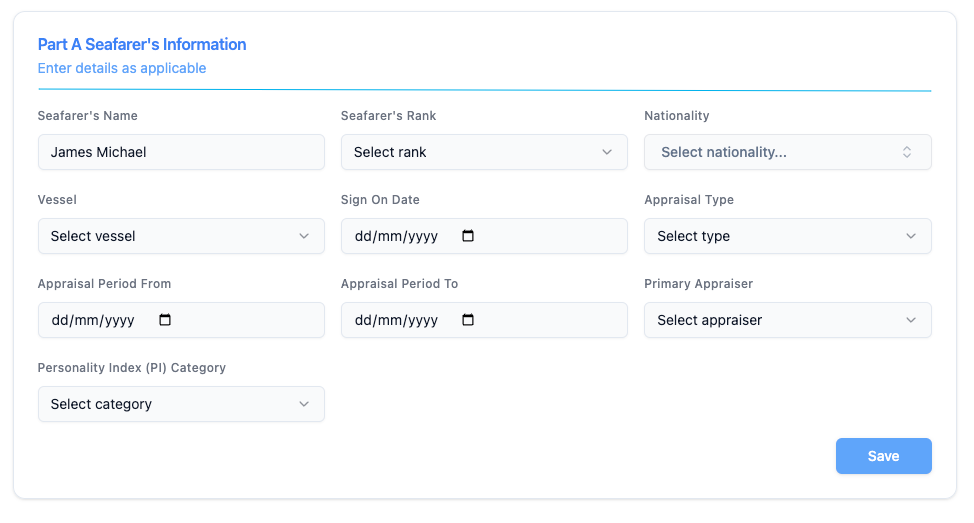 Part A Seafarer's Information
Enter details as applicable
Seafarer's Name Seafarer's Rank Nationality
James Michael Select rank Select nationality...
Vessel Sign On Date Appraisal Type
Select vessel dd/mm/yyyy Select type
Appraisal Period From Appraisal Period To Primary Appraiser
dd/mm/yyyy dd/mm/yyyy Select appraiser
Personality Index (PI) Category
Select category
Save